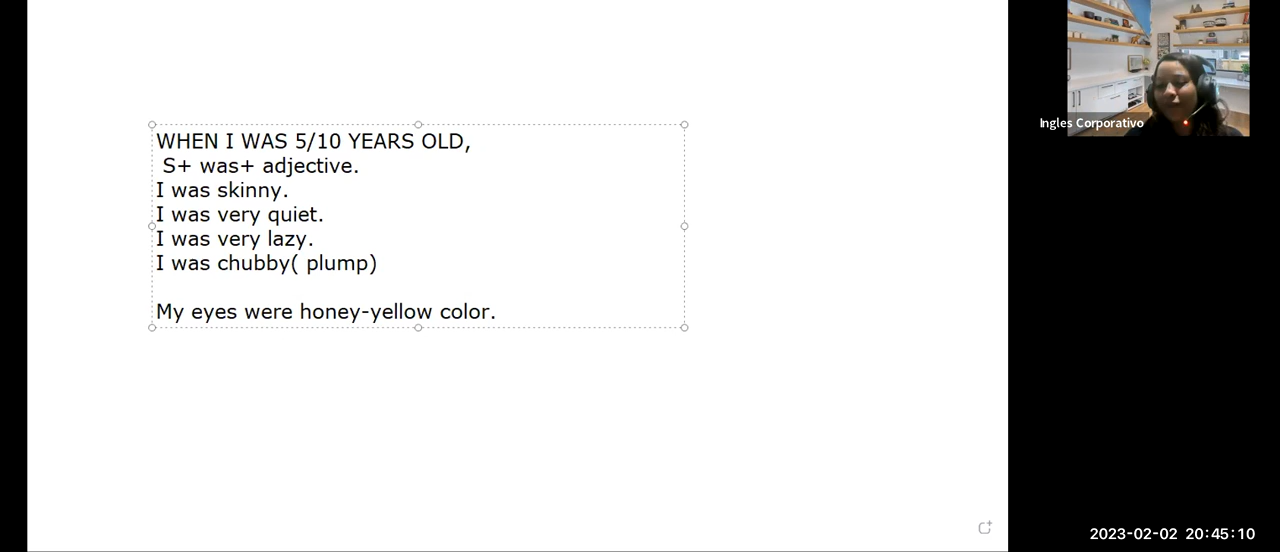 WHEN I WAS 5/10 YEARS OLD,
S+ was+ adjective.
I was skinny.
I was very quiet.
I was very lazy.
I was chubby( plump)
My eyes were honey-yellow color.
Ingles Corporativo
2023-02-02 20:45:10